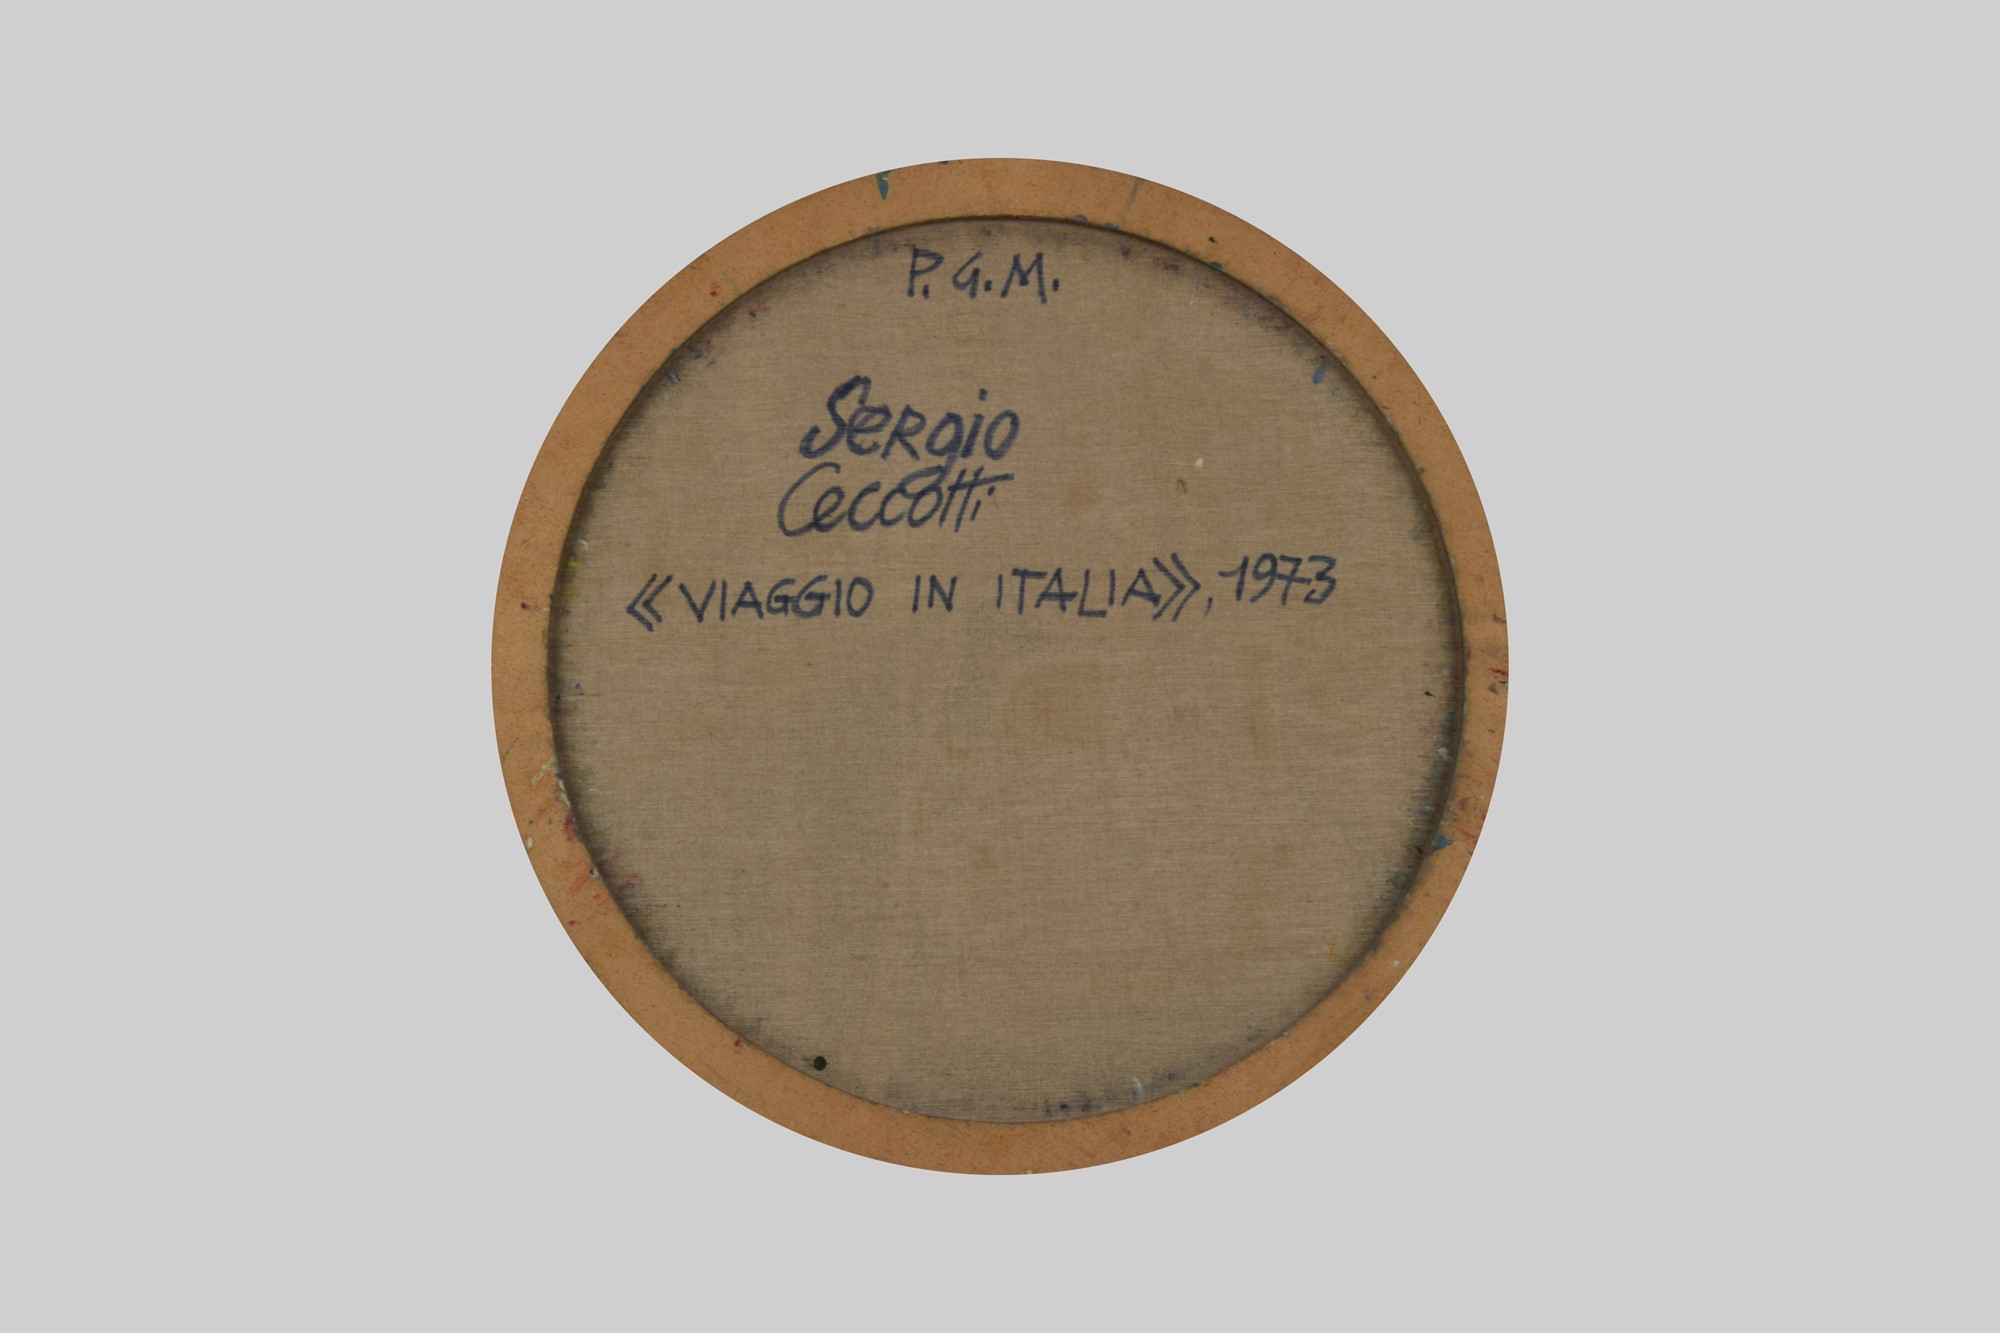 P. G. M.
Sergio
Ceccotti
«VIAGGIO IN ITALIA», 1973